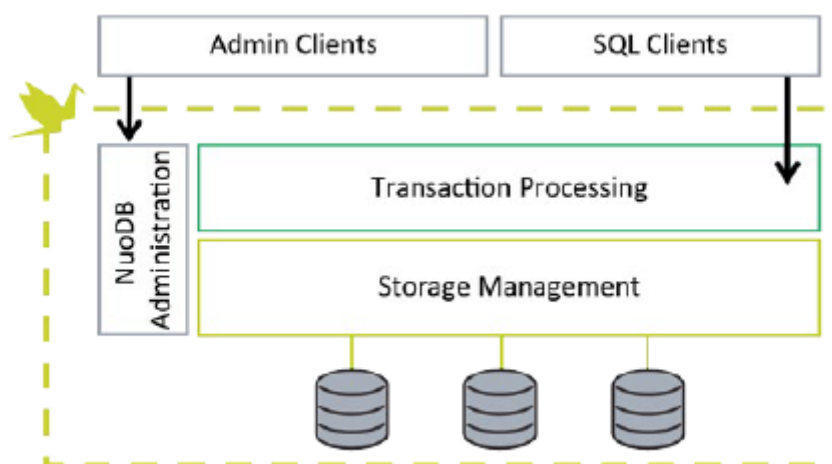 Admin Clients
SQL Clients
NuoDB
Administration
Transaction Processing
Storage Management